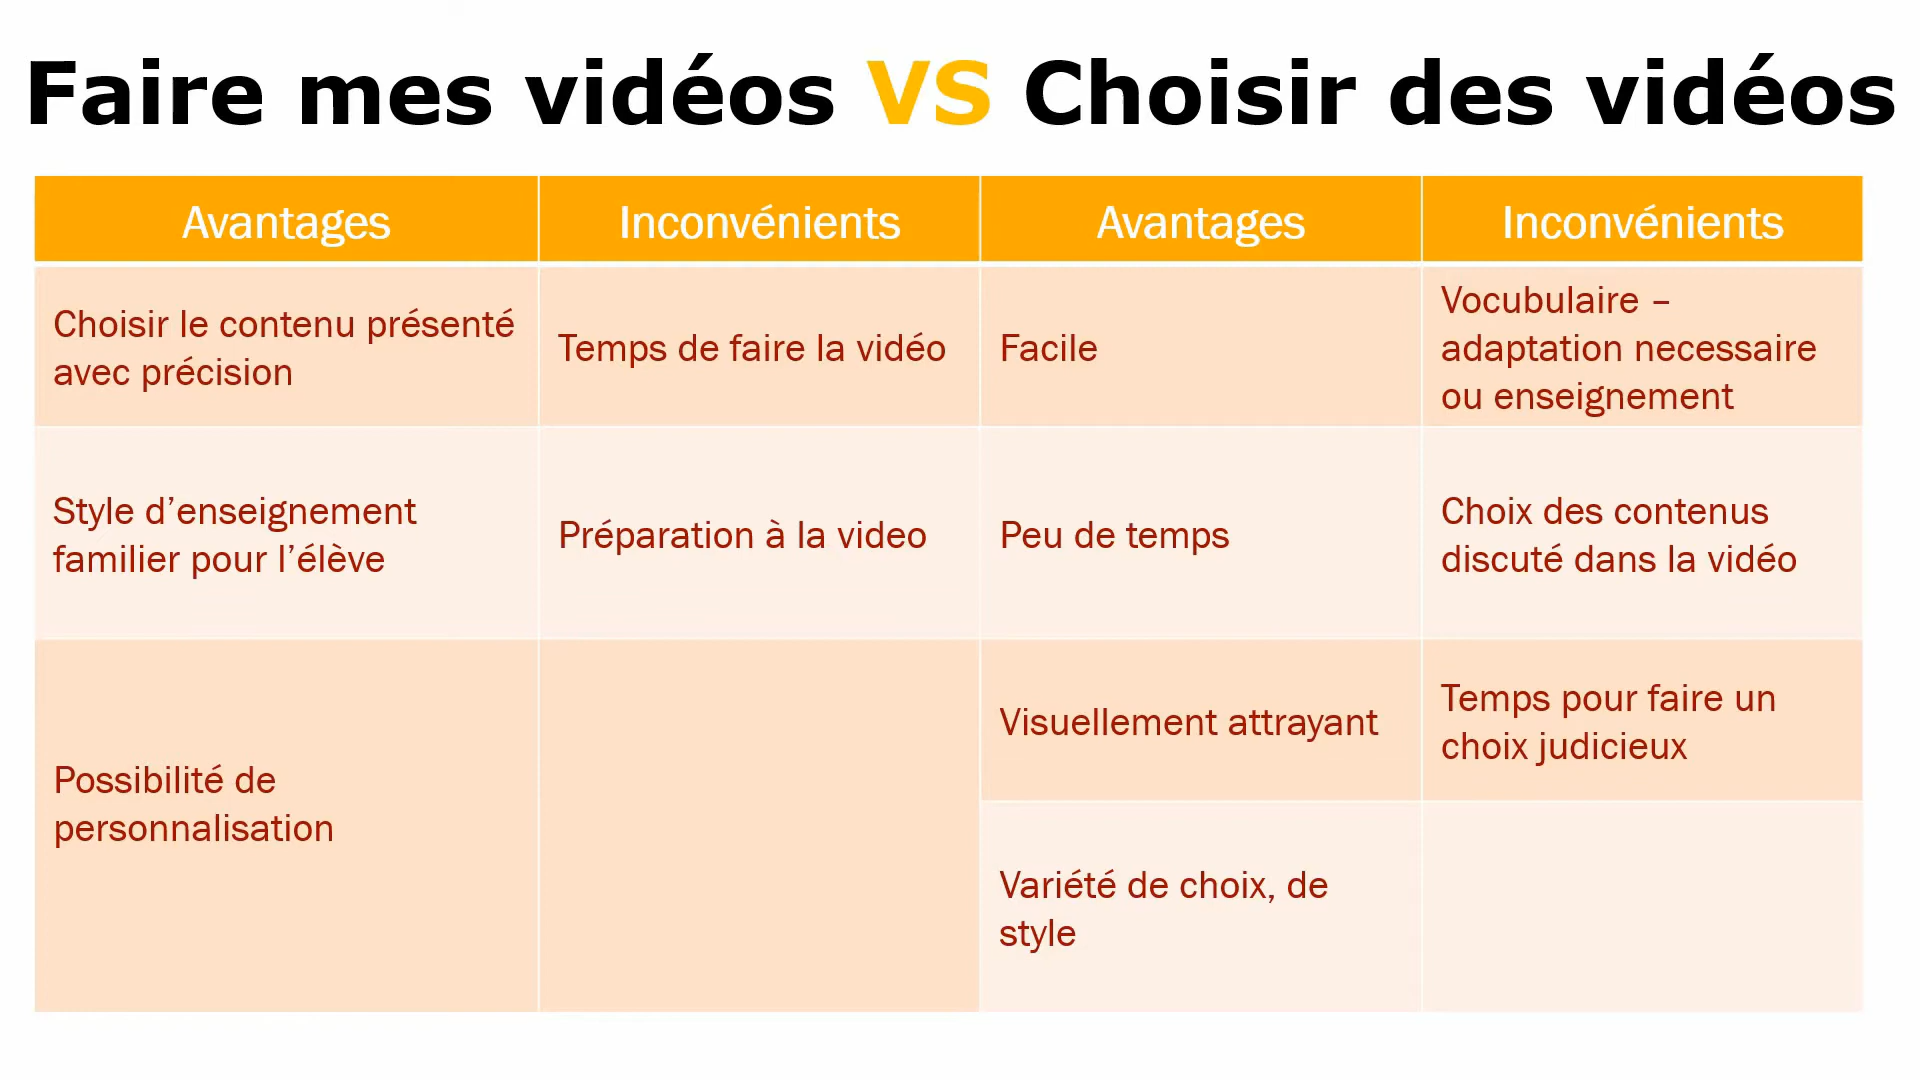 Faire mes vidéos VS Choisir des vidéos
Avantages
Inconvénients
Avantages
Inconvénients
Choisir le contenu présenté
avec précision
Temps de faire la vidéo
Facile
Vocubulaire –
adaptation necessaire
ou enseignement
Style d’enseignement
familier pour l’élève
Préparation à la video
Peu de temps
Choix des contenus
discuté dans la vidéo
Possibilité de
personnalisation
Visuellement attrayant
Temps pour faire un
choix judicieux
Variété de choix, de
style